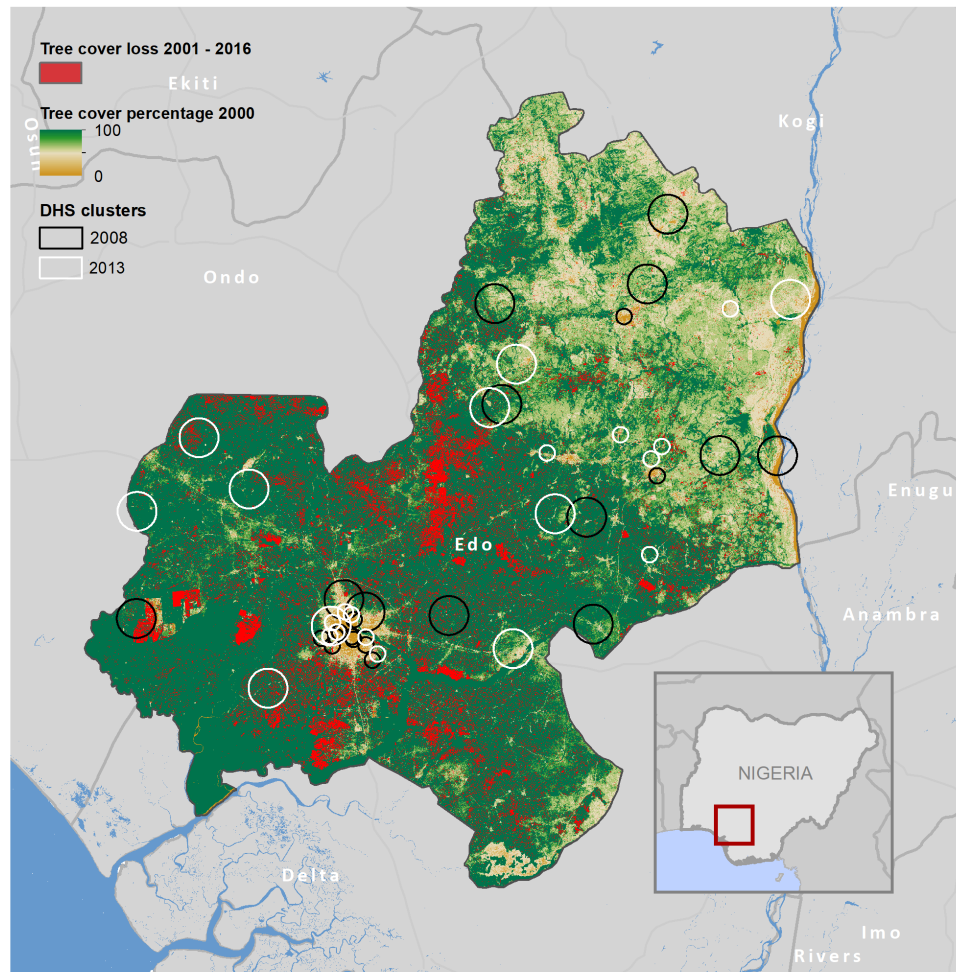 Tree cover loss 2001 - 2016
Ekiti
Tree cover percentage 2000
100
0
Osun
Kogi
DHS clusters
2008
2013
Ondo
Enugu
Edo
Anambra
NIGERIA
Delta
Imo
Rivers